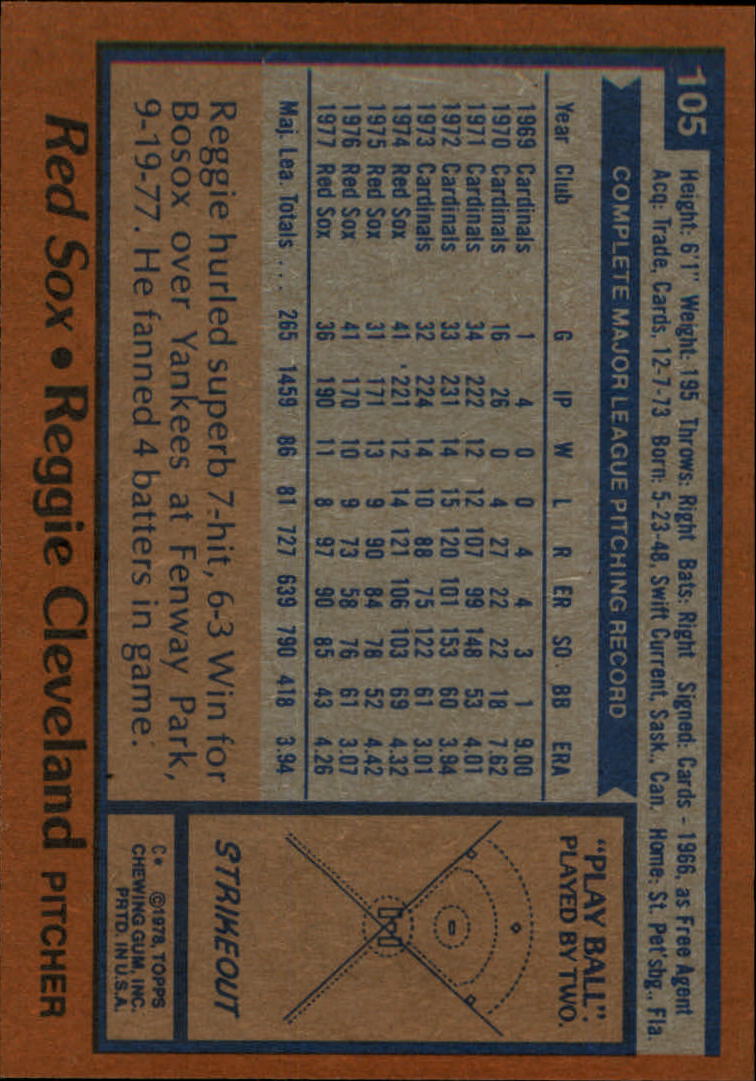 105
Height: 6'1" Weight: 195 Throws: Right Bats: Right Signed: Cards - 1966, as Free Agent
Acq: Trade, Cards, 12-7-73 Born: 5-23-48, Swift Current, Sask., Can. Home: St. Pet'sbg., Fla.
COMPLETE MAJOR LEAGUE PITCHING RECORD
Year Club G IP W L R ER SO BB ERA
1969 Cardinals 1 4 0 0 4 4 3 1 9.00
1970 Cardinals 16 26 0 4 27 22 22 18 7.62
1971 Cardinals 34 222 12 12 107 99 148 53 4.01
1972 Cardinals 33 231 14 15 120 101 153 60 3.94
1973 Cardinals 32 224 14 10 88 75 122 61 3.01
1974 Red Sox 41 221 12 14 121 106 103 69 4.32
1975 Red Sox 31 171 13 9 90 84 78 52 4.42
1976 Red Sox 41 170 10 9 73 58 76 61 3.07
1977 Red Sox 36 190 11 8 97 90 85 43 4.26
Maj. Lea. Totals ... 265 1459 86 81 727 639 790 418 3.94
Reggie hurled superb 7-hit, 6-3 Win for
Bosox over Yankees at Fenway Park,
9-19-77. He fanned 4 batters in game.
"PLAY BALL".
PLAYED BY TWO.
STRIKEOUT
C* ©1978, TOPPS
CHEWING GUM, INC.
PRTD. IN U.S.A.
Red Sox • Reggie Cleveland PITCHER